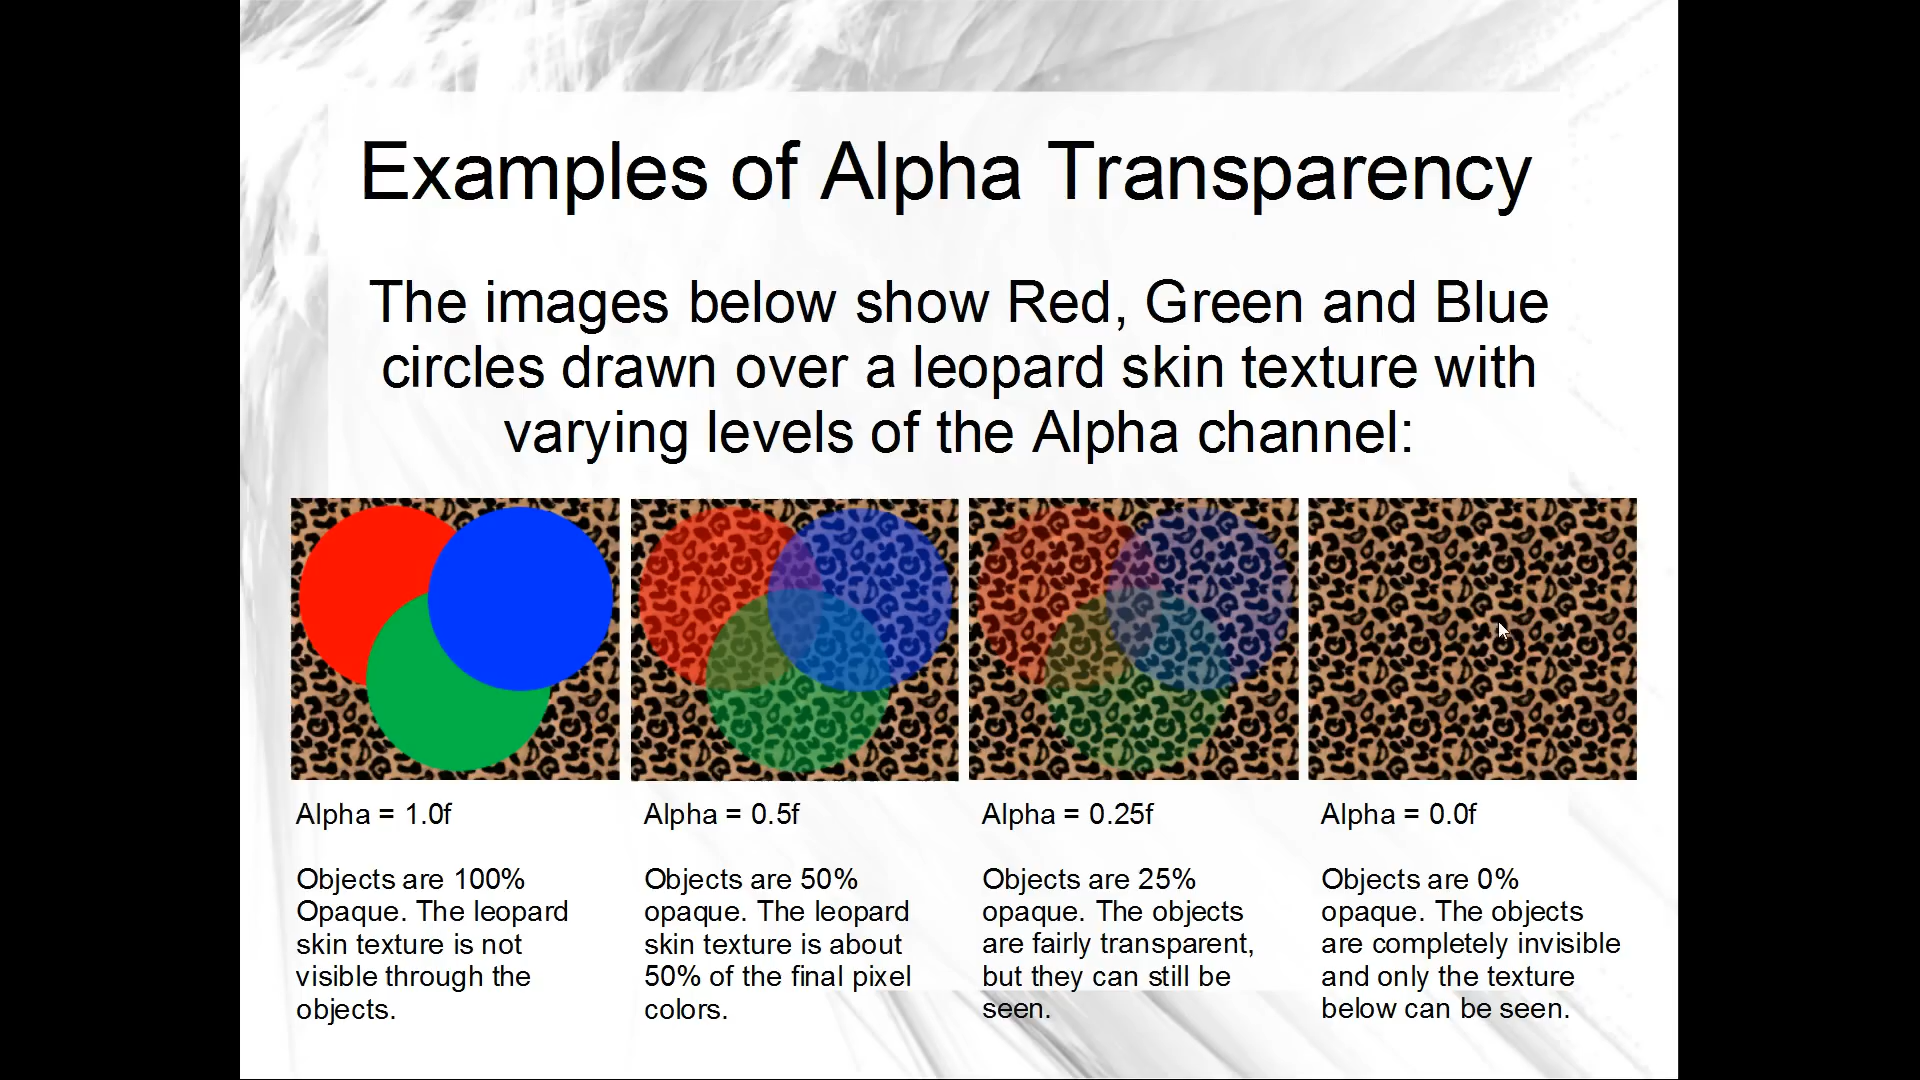 Examples of Alpha Transparency
The images below show Red, Green and Blue
circles drawn over a leopard skin texture with
varying levels of the Alpha channel:
Alpha = 1.0f
Objects are 100%
Opaque. The leopard
skin texture is not
visible through the
objects.
Alpha = 0.5f
Objects are 50%
opaque. The leopard
skin texture is about
50% of the final pixel
colors.
Alpha = 0.25f
Objects are 25%
opaque. The objects
are fairly transparent,
but they can still be
seen.
Alpha = 0.0f
Objects are 0%
opaque. The objects
are completely invisible
and only the texture
below can be seen.